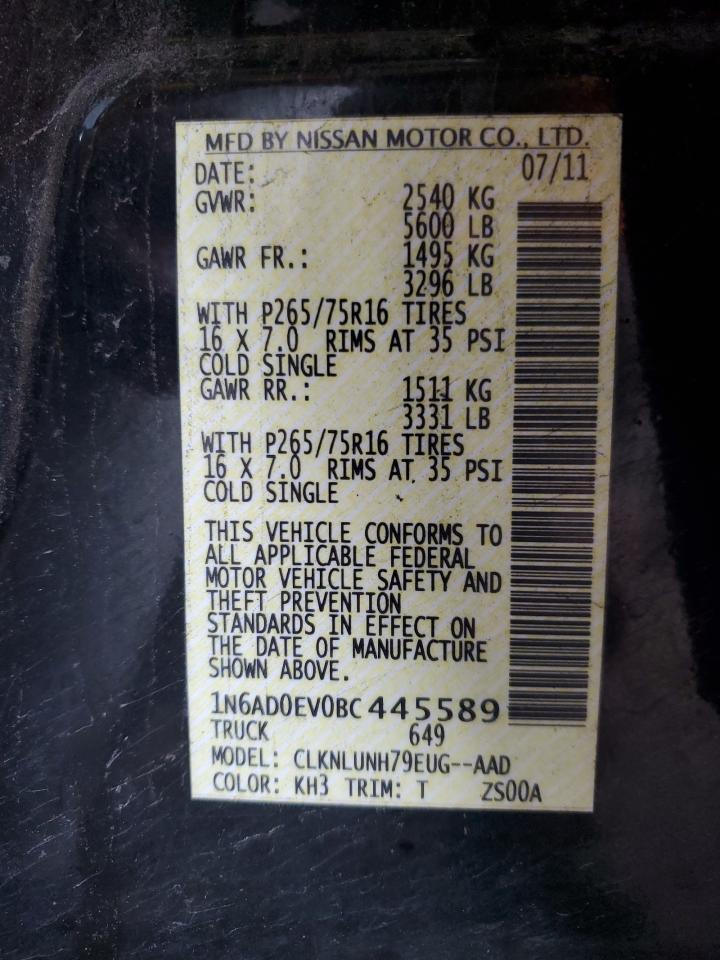 MFD BY NISSAN MOTOR CO., LTD.
DATE: 07/11
GVWR: 2540 KG
5600 LB
GAWR FR.: 1495 KG
3296 LB
WITH P265/75R16 TIRES
16 X 7.0 RIMS AT 35 PSI
COLD SINGLE
GAWR RR.: 1511 KG
3331 LB
WITH P265/75R16 TIRES
16 X 7.0 RIMS AT 35 PSI
COLD SINGLE
THIS VEHICLE CONFORMS TO
ALL APPLICABLE FEDERAL
MOTOR VEHICLE SAFETY AND
THEFT PREVENTION
STANDARDS IN EFFECT ON
THE DATE OF MANUFACTURE
SHOWN ABOVE.
1N6AD0EV0BC 445589
TRUCK 649
MODEL: CLKNLUNH79EUG--AAD
COLOR: KH3 TRIM: T ZS00A